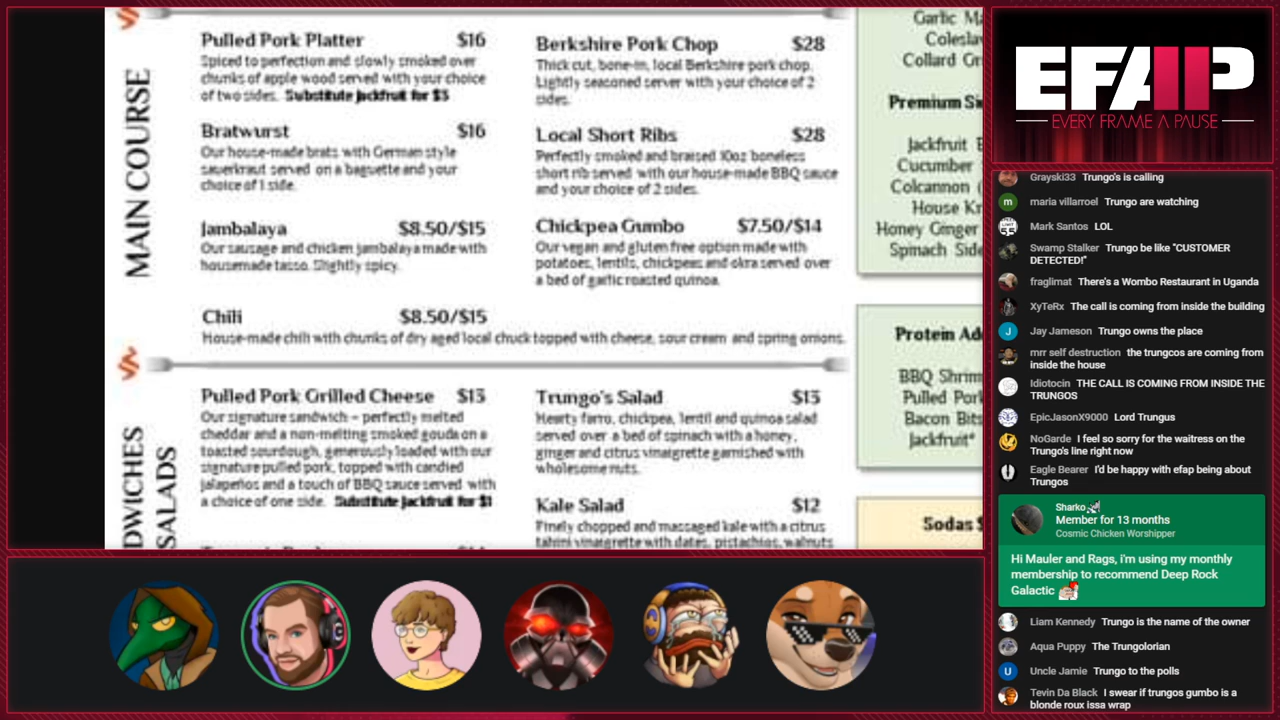 MAIN COURSE
Pulled Pork Platter $16
Spiced to perfection and slowly smoked over
chunks of apple wood served with your choice
of two sides. Substitute Jackfruit for $3
Bratwurst $16
Our house-made brats with German style
sauerkraut served on a baguette and your
choice of 1 side.
Jambalaya $8.50/$15
Our sausage and chicken jambalaya made with
housemade tasso. Slightly spicy.
Chili $8.50/$15
House-made chili with chunks of dry aged local chuck topped with cheese, sour cream and spring onions.
Berkshire Pork Chop $28
Thick cut, bone-in, local Berkshire pork chop.
Lightly seasoned server with your choice of 2
sides.
Local Short Ribs $28
Perfectly smoked and braised 10oz boneless
short rib served with our house-made BBQ sauce
and your choice of 2 sides.
Chickpea Gumbo $7.50/$14
Our vegan and gluten free option made with
potatoes, lentils, chickpeas and okra served over
a bed of garlic roasted quinoa.
DWICHES
SALADS
Pulled Pork Grilled Cheese $13
Our signature sandwich – perfectly melted
cheddar and a non-melting smoked gouda on a
toasted sourdough, generously loaded with our
signature pulled pork, topped with candied
jalapeños and a touch of BBQ sauce served with
a choice of one side. Substitute Jackfruit for $1
Trungo's Salad $13
Hearty farro, chickpea, lentil and quinoa salad
served over a bed of spinach with a honey,
ginger and citrus vinaigrette garnished with
wholesome nuts.
Kale Salad $12
Finely chopped and massaged kale with a citrus
tahini vinaigrette with dates, pistachios, walnuts
Garlic Ma
Coleslaw
Collard Gr
Premium Si
Jackfruit B
Cucumber
Colcannon (
House Kr
Honey Ginger
Spinach Side
Protein Ad
BBQ Shrim
Pulled Pork
Bacon Bits
Jackfruit*
Sodas $
EFAP
EVERY FRAME A PAUSE
Grayski33 Trungo's is calling
maria villarroel Trungo are watching
Mark Santos LOL
Swamp Stalker Trungo be like "CUSTOMER
DETECTED!"
fraglimat There's a Wombo Restaurant in Uganda
XyTeRx The call is coming from inside the building
Jay Jameson Trungo owns the place
mrr self destruction the trungcos are coming from
inside the house
Idiotocin THE CALL IS COMING FROM INSIDE THE
TRUNGOS
EpicJasonX9000 Lord Trungus
NoGarde I feel so sorry for the waitress on the
Trungo's line right now
Eagle Bearer I'd be happy with efap being about
Trungos
Sharko
Member for 13 months
Cosmic Chicken Worshipper
Hi Mauler and Rags, i'm using my monthly
membership to recommend Deep Rock
Galactic
Liam Kennedy Trungo is the name of the owner
Aqua Puppy The Trungolorian
Uncle Jamie Trungo to the polls
Tevin Da Black I swear if trungos gumbo is a
blonde roux issa wrap